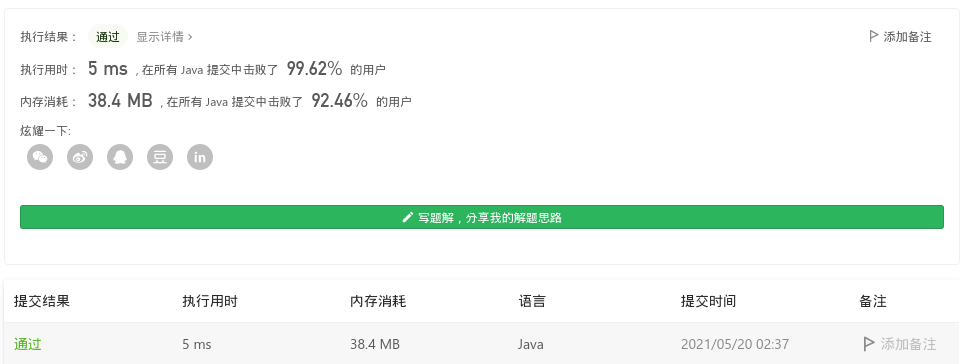 执行结果： 通过 显示详情 › 添加备注
执行用时： 5 ms , 在所有 Java 提交中击败了 99.62% 的用户
内存消耗： 38.4 MB , 在所有 Java 提交中击败了 92.46% 的用户
炫耀一下:
豆 in
写题解，分享我的解题思路
提交结果 执行用时 内存消耗 语言 提交时间 备注
通过 5 ms 38.4 MB Java 2021/05/20 02:37 添加备注